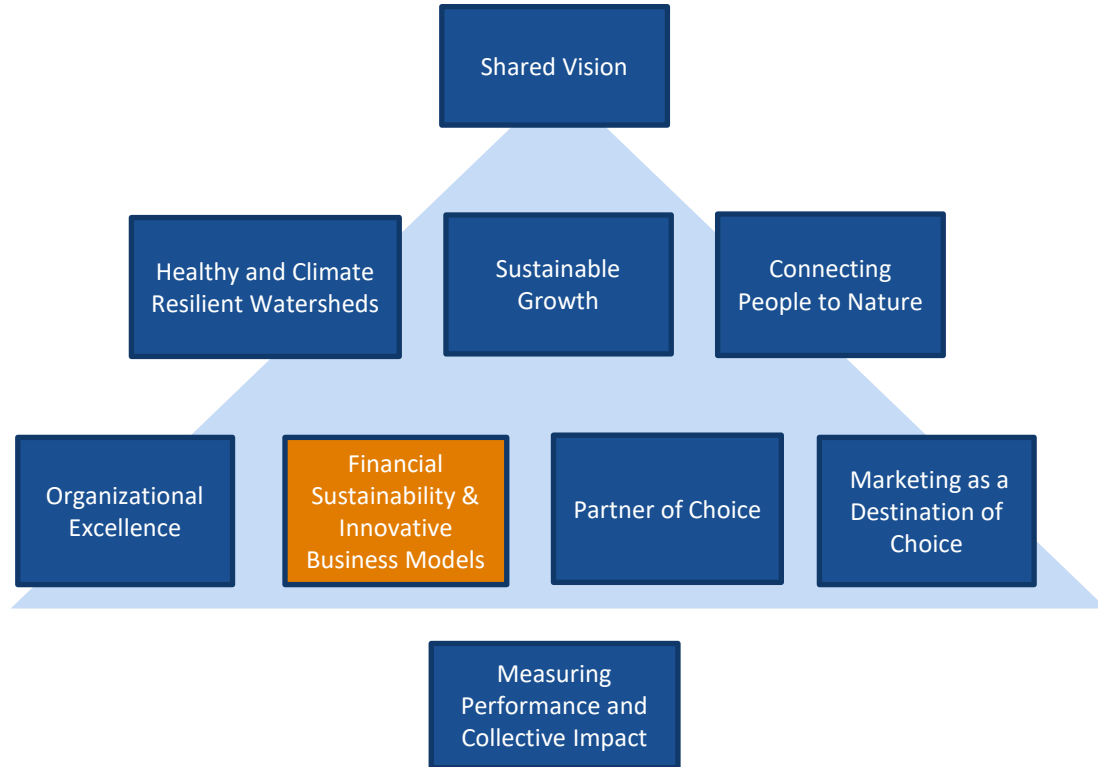 Shared Vision
Healthy and Climate
Resilient Watersheds
Sustainable
Growth
Connecting
People to Nature
Organizational
Excellence
Financial
Sustainability &
Innovative
Business Models
Partner of Choice
Marketing as a
Destination of
Choice
Measuring
Performance and
Collective Impact